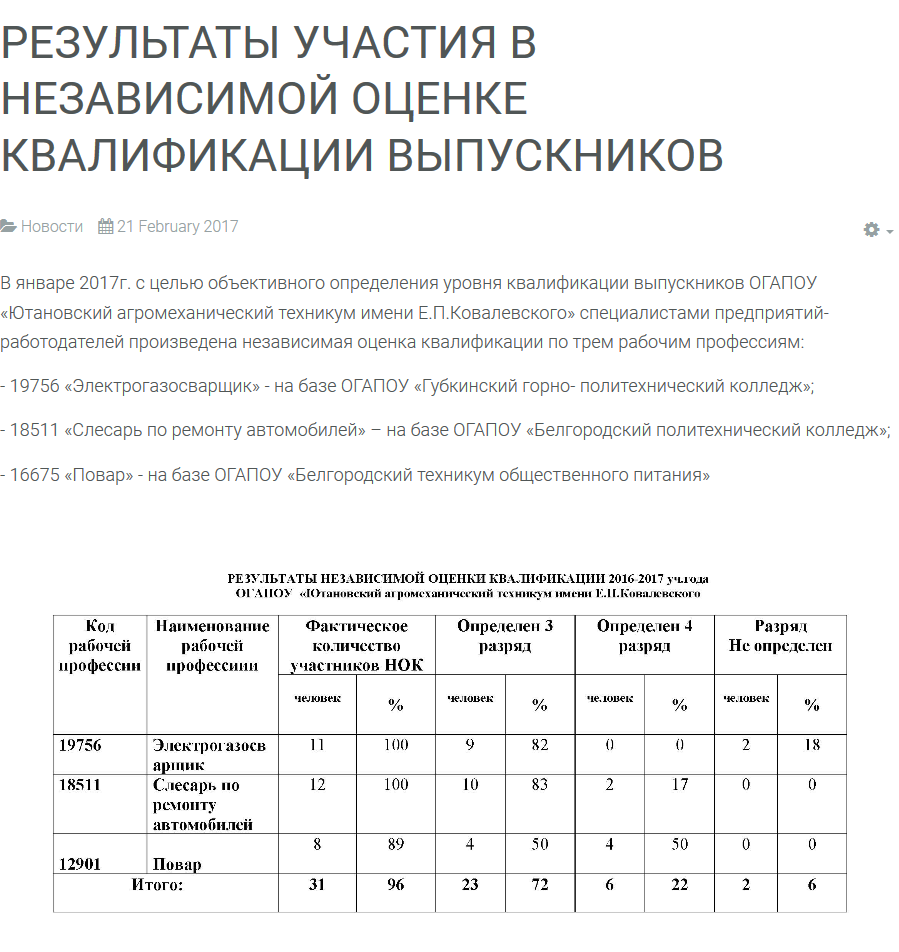 РЕЗУЛЬТАТЫ УЧАСТИЯ В
НЕЗАВИСИМОЙ ОЦЕНКЕ
КВАЛИФИКАЦИИ ВЫПУСКНИКОВ
Новости 21 February 2017
В январе 2017г. с целью объективного определения уровня квалификации выпускников ОГАПОУ
«Ютановский агромеханический техникум имени Е.П.Ковалевского» специалистами предприятий-
работодателей произведена независимая оценка квалификации по трем рабочим профессиям:
- 19756 «Электрогазосварщик» - на базе ОГАПОУ «Губкинский горно- политехнический колледж»;
- 18511 «Слесарь по ремонту автомобилей» – на базе ОГАПОУ «Белгородский политехнический колледж»;
- 16675 «Повар» - на базе ОГАПОУ «Белгородский техникум общественного питания»
РЕЗУЛЬТАТЫ НЕЗАВИСИМОЙ ОЦЕНКИ КВАЛИФИКАЦИИ 2016-2017 уч.года
ОГАПОУ «Ютановский агромеханический техникум имени Е.П.Ковалевского
Код Наименование Фактическое Определен 3 Определен 4 Разряд
рабочей рабочей количество разряд разряд Не определен
профессии профессиии участников НОК
человек % человек % человек % человек %
19756 Электрогазосв 11 100 9 82 0 0 2 18
арщик
18511 Слесарь по 12 100 10 83 2 17 0 0
ремонту
автомобилей
8 89 4 50 4 50 0 0
12901 Повар
Итого: 31 96 23 72 6 22 2 6